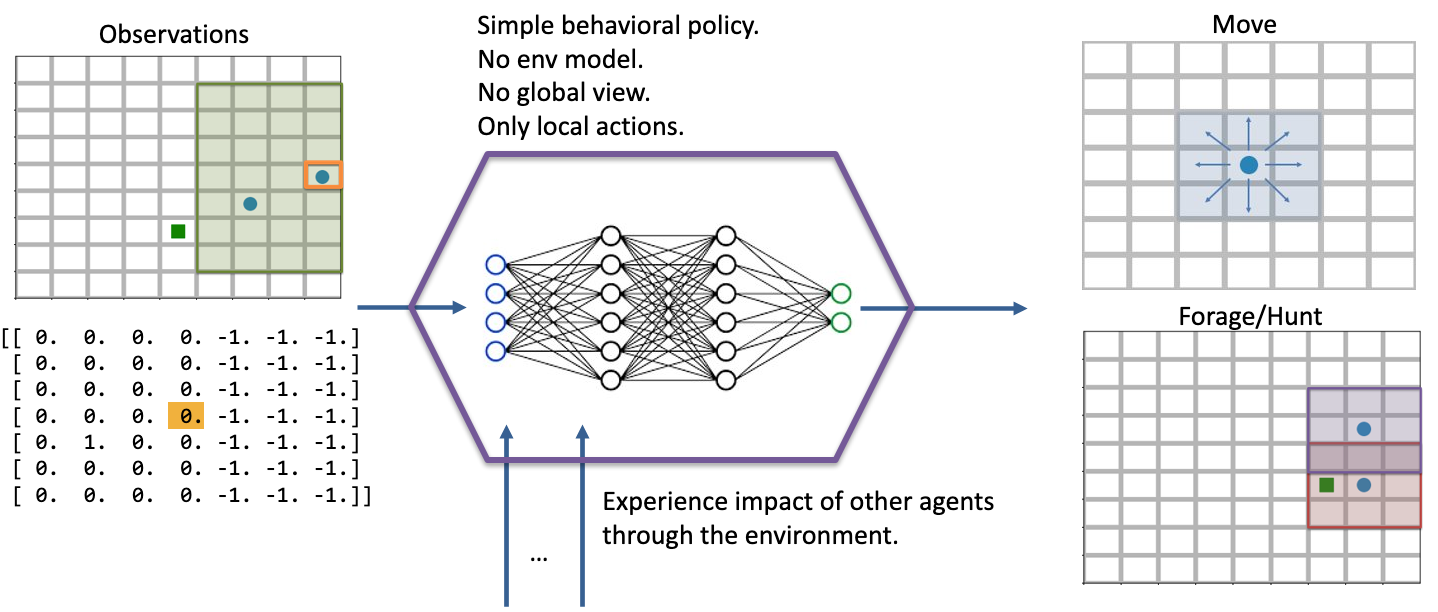 Observations
[[ 0. 0. 0. 0. -1. -1. -1.]
[ 0. 0. 0. 0. -1. -1. -1.]
[ 0. 0. 0. 0. -1. -1. -1.]
[ 0. 0. 0. 0. -1. -1. -1.]
[ 0. 1. 0. 0. -1. -1. -1.]
[ 0. 0. 0. 0. -1. -1. -1.]
[ 0. 0. 0. 0. -1. -1. -1.]]
Simple behavioral policy.
No env model.
No global view.
Only local actions.
...
Experience impact of other agents
through the environment.
Move
Forage/Hunt